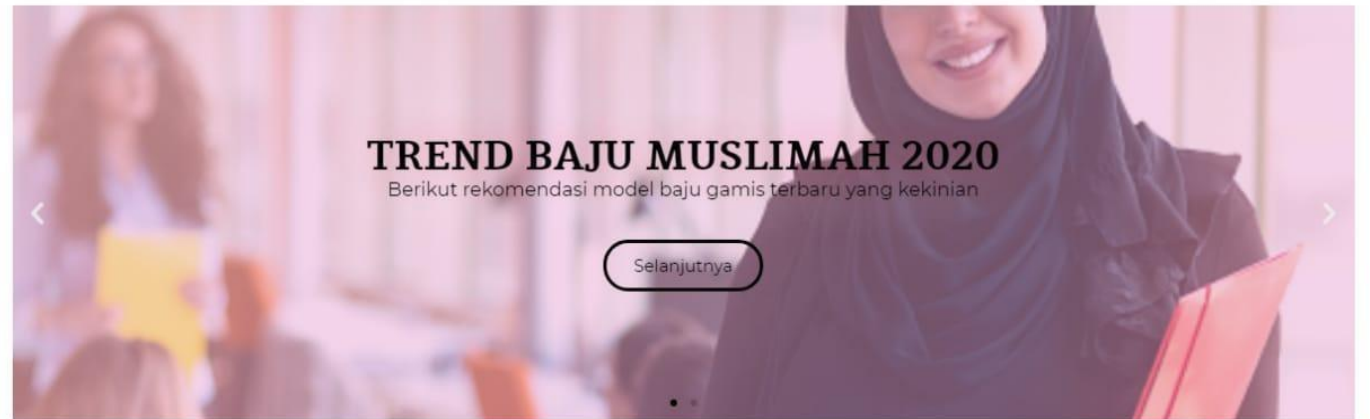 TREND BAJU MUSLIMAH 2020
Berikut rekomendasi model baju gamis terbaru yang kekinian
Selanjutnya